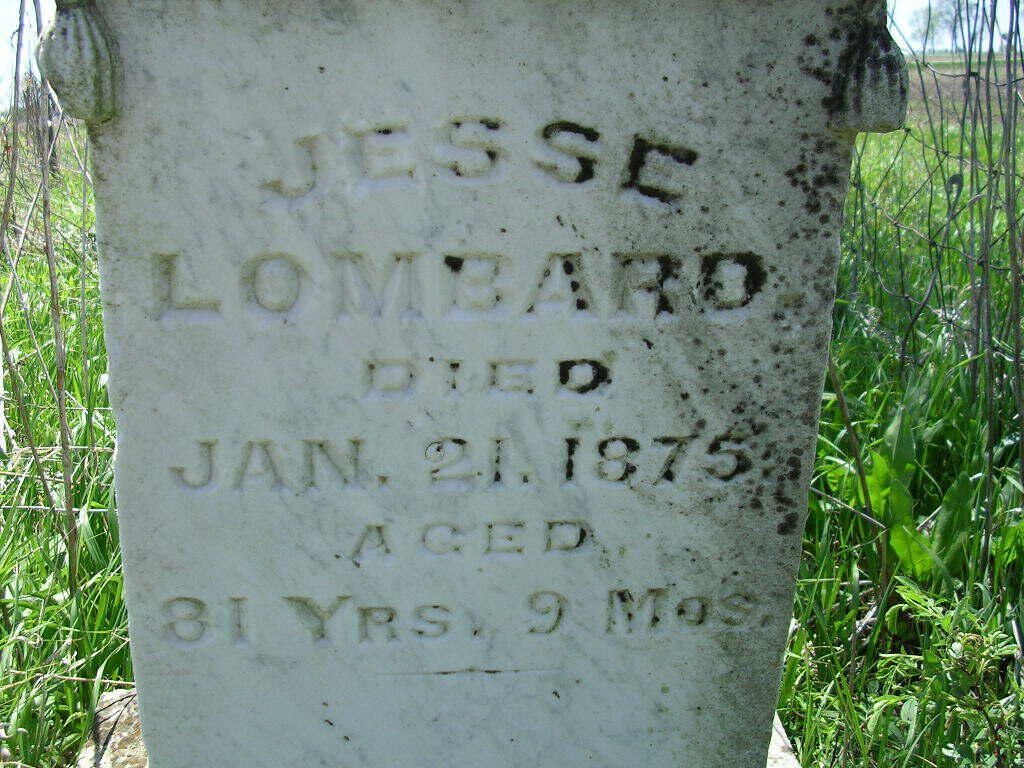 JESSE
LOMBARD
DIED
JAN. 21. 1875
AGED
81 YRS. 9 MOS.